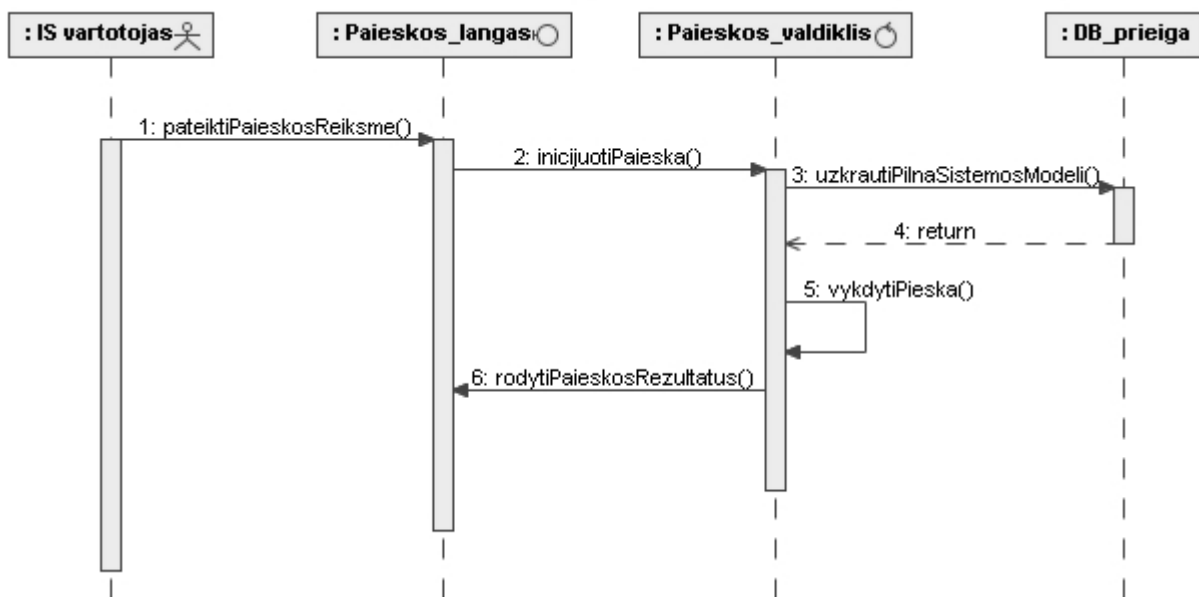 : IS vartotojas
: Paieskos_langas
: Paieskos_valdiklis
: DB_prieiga
1: pateiktiPaieskosReiksme()
2: inicijuotiPaieska()
3: uzkrautiPilnaSistemosModeli()
4: return
5: vykdytiPieska()
6: rodytiPaieskosRezultatus()